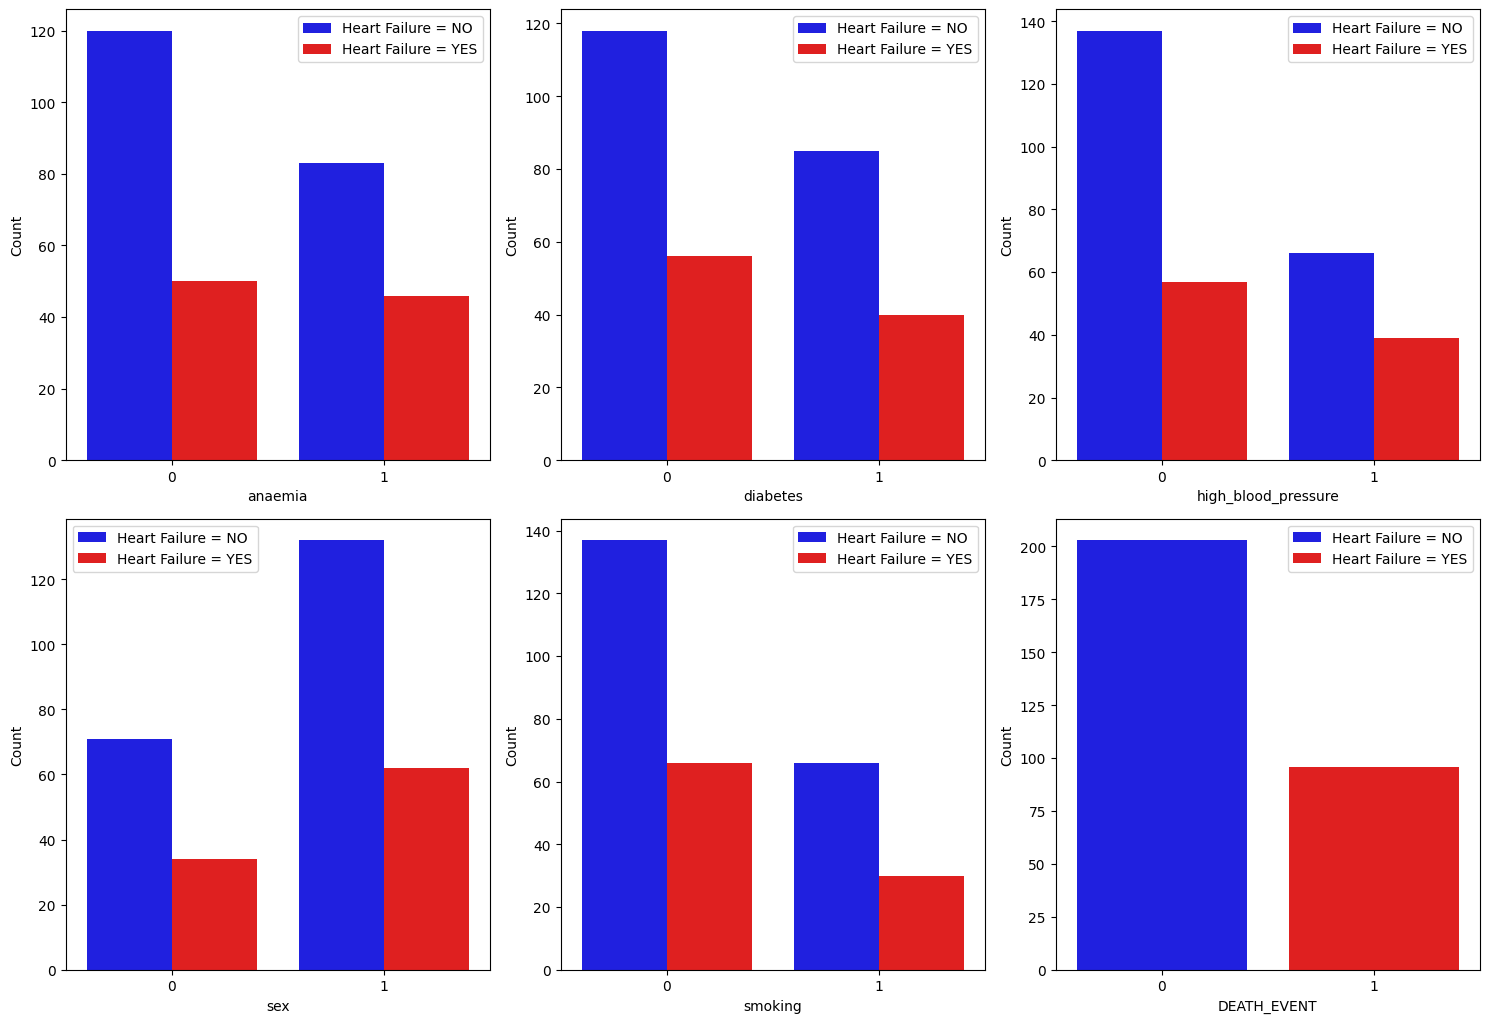 Heart Failure = NO
Heart Failure = YES
120
100
80
60
40
20
0
Count
0 1
anaemia
Heart Failure = NO
Heart Failure = YES
120
100
80
60
40
20
0
Count
0 1
diabetes
Heart Failure = NO
Heart Failure = YES
140
120
100
80
60
40
20
0
Count
0 1
high_blood_pressure
Heart Failure = NO
Heart Failure = YES
120
100
80
60
40
20
0
Count
0 1
sex
Heart Failure = NO
Heart Failure = YES
140
120
100
80
60
40
20
0
Count
0 1
smoking
Heart Failure = NO
Heart Failure = YES
200
175
150
125
100
75
50
25
0
Count
0 1
DEATH_EVENT